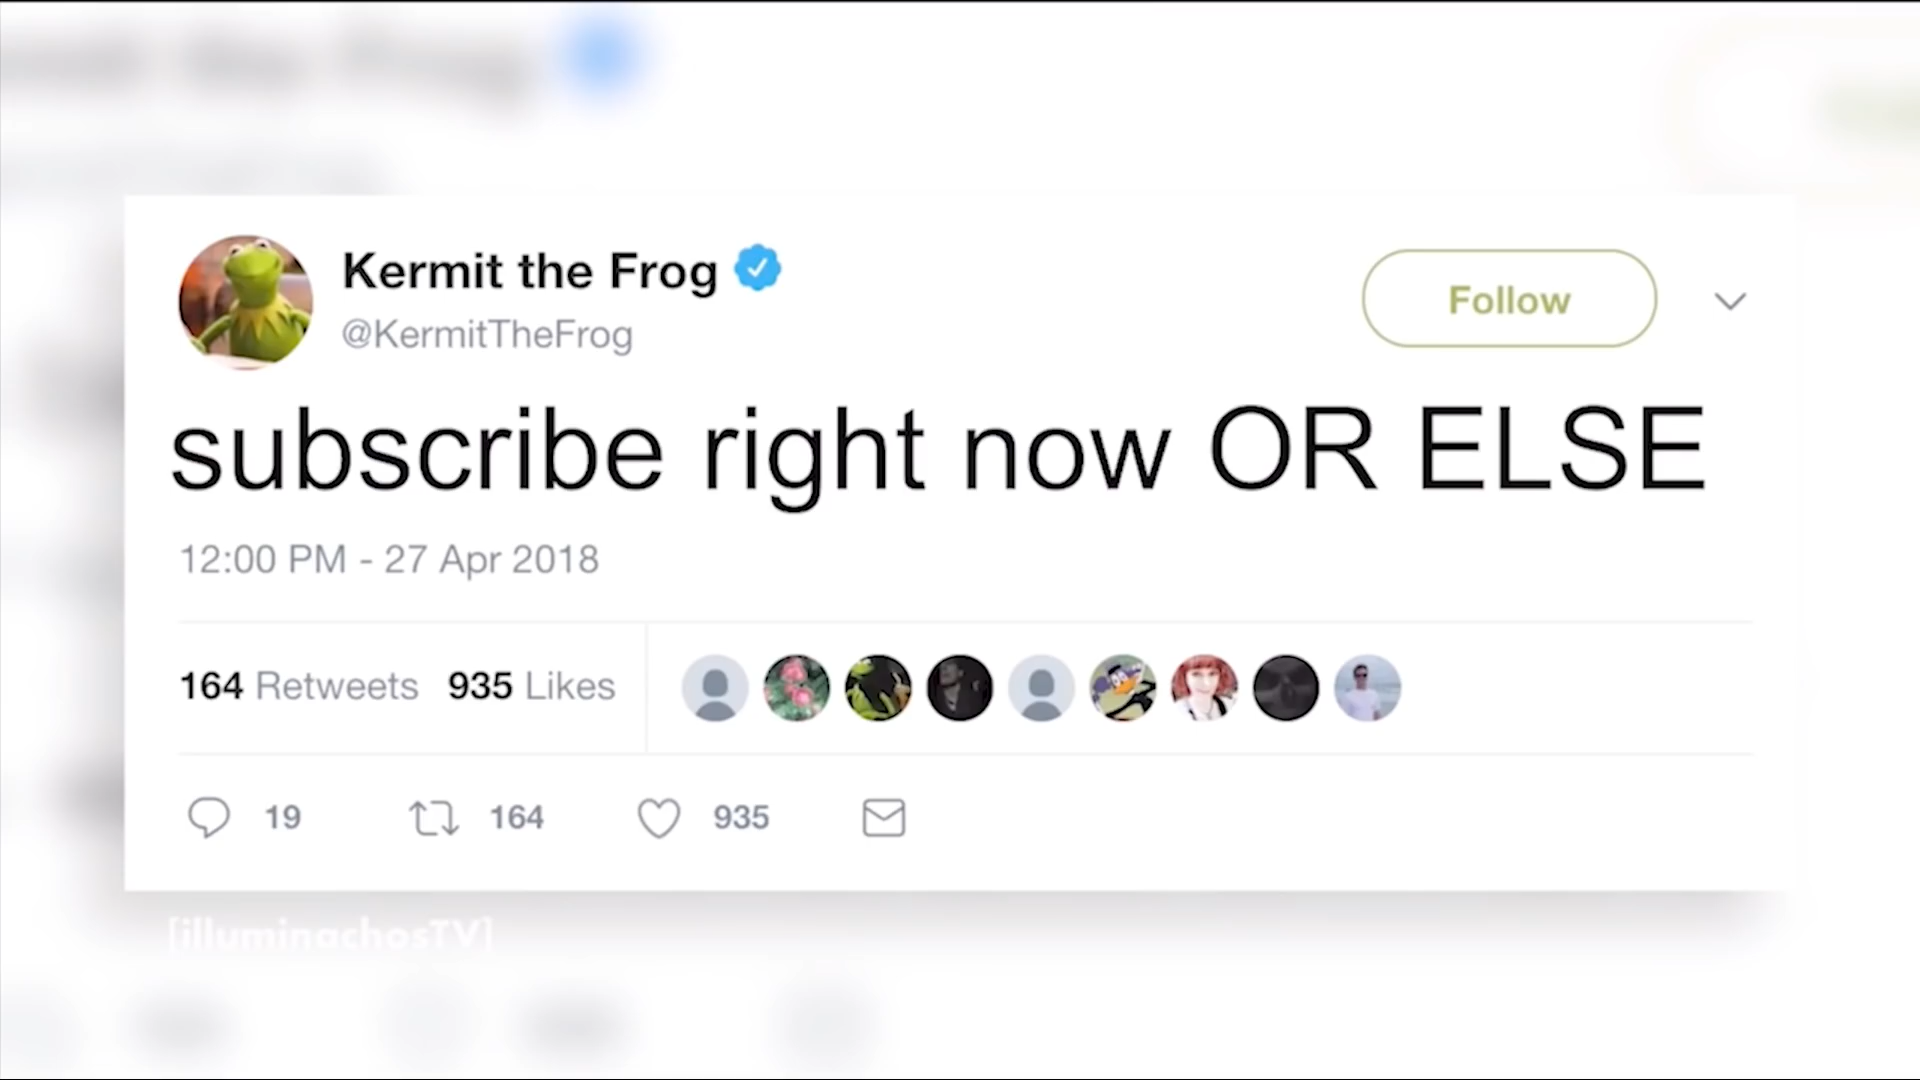 Kermit the Frog
@KermitTheFrog
Follow
subscribe right now OR ELSE
12:00 PM - 27 Apr 2018
164 Retweets 935 Likes
19 164 935
[illuminachosTV]